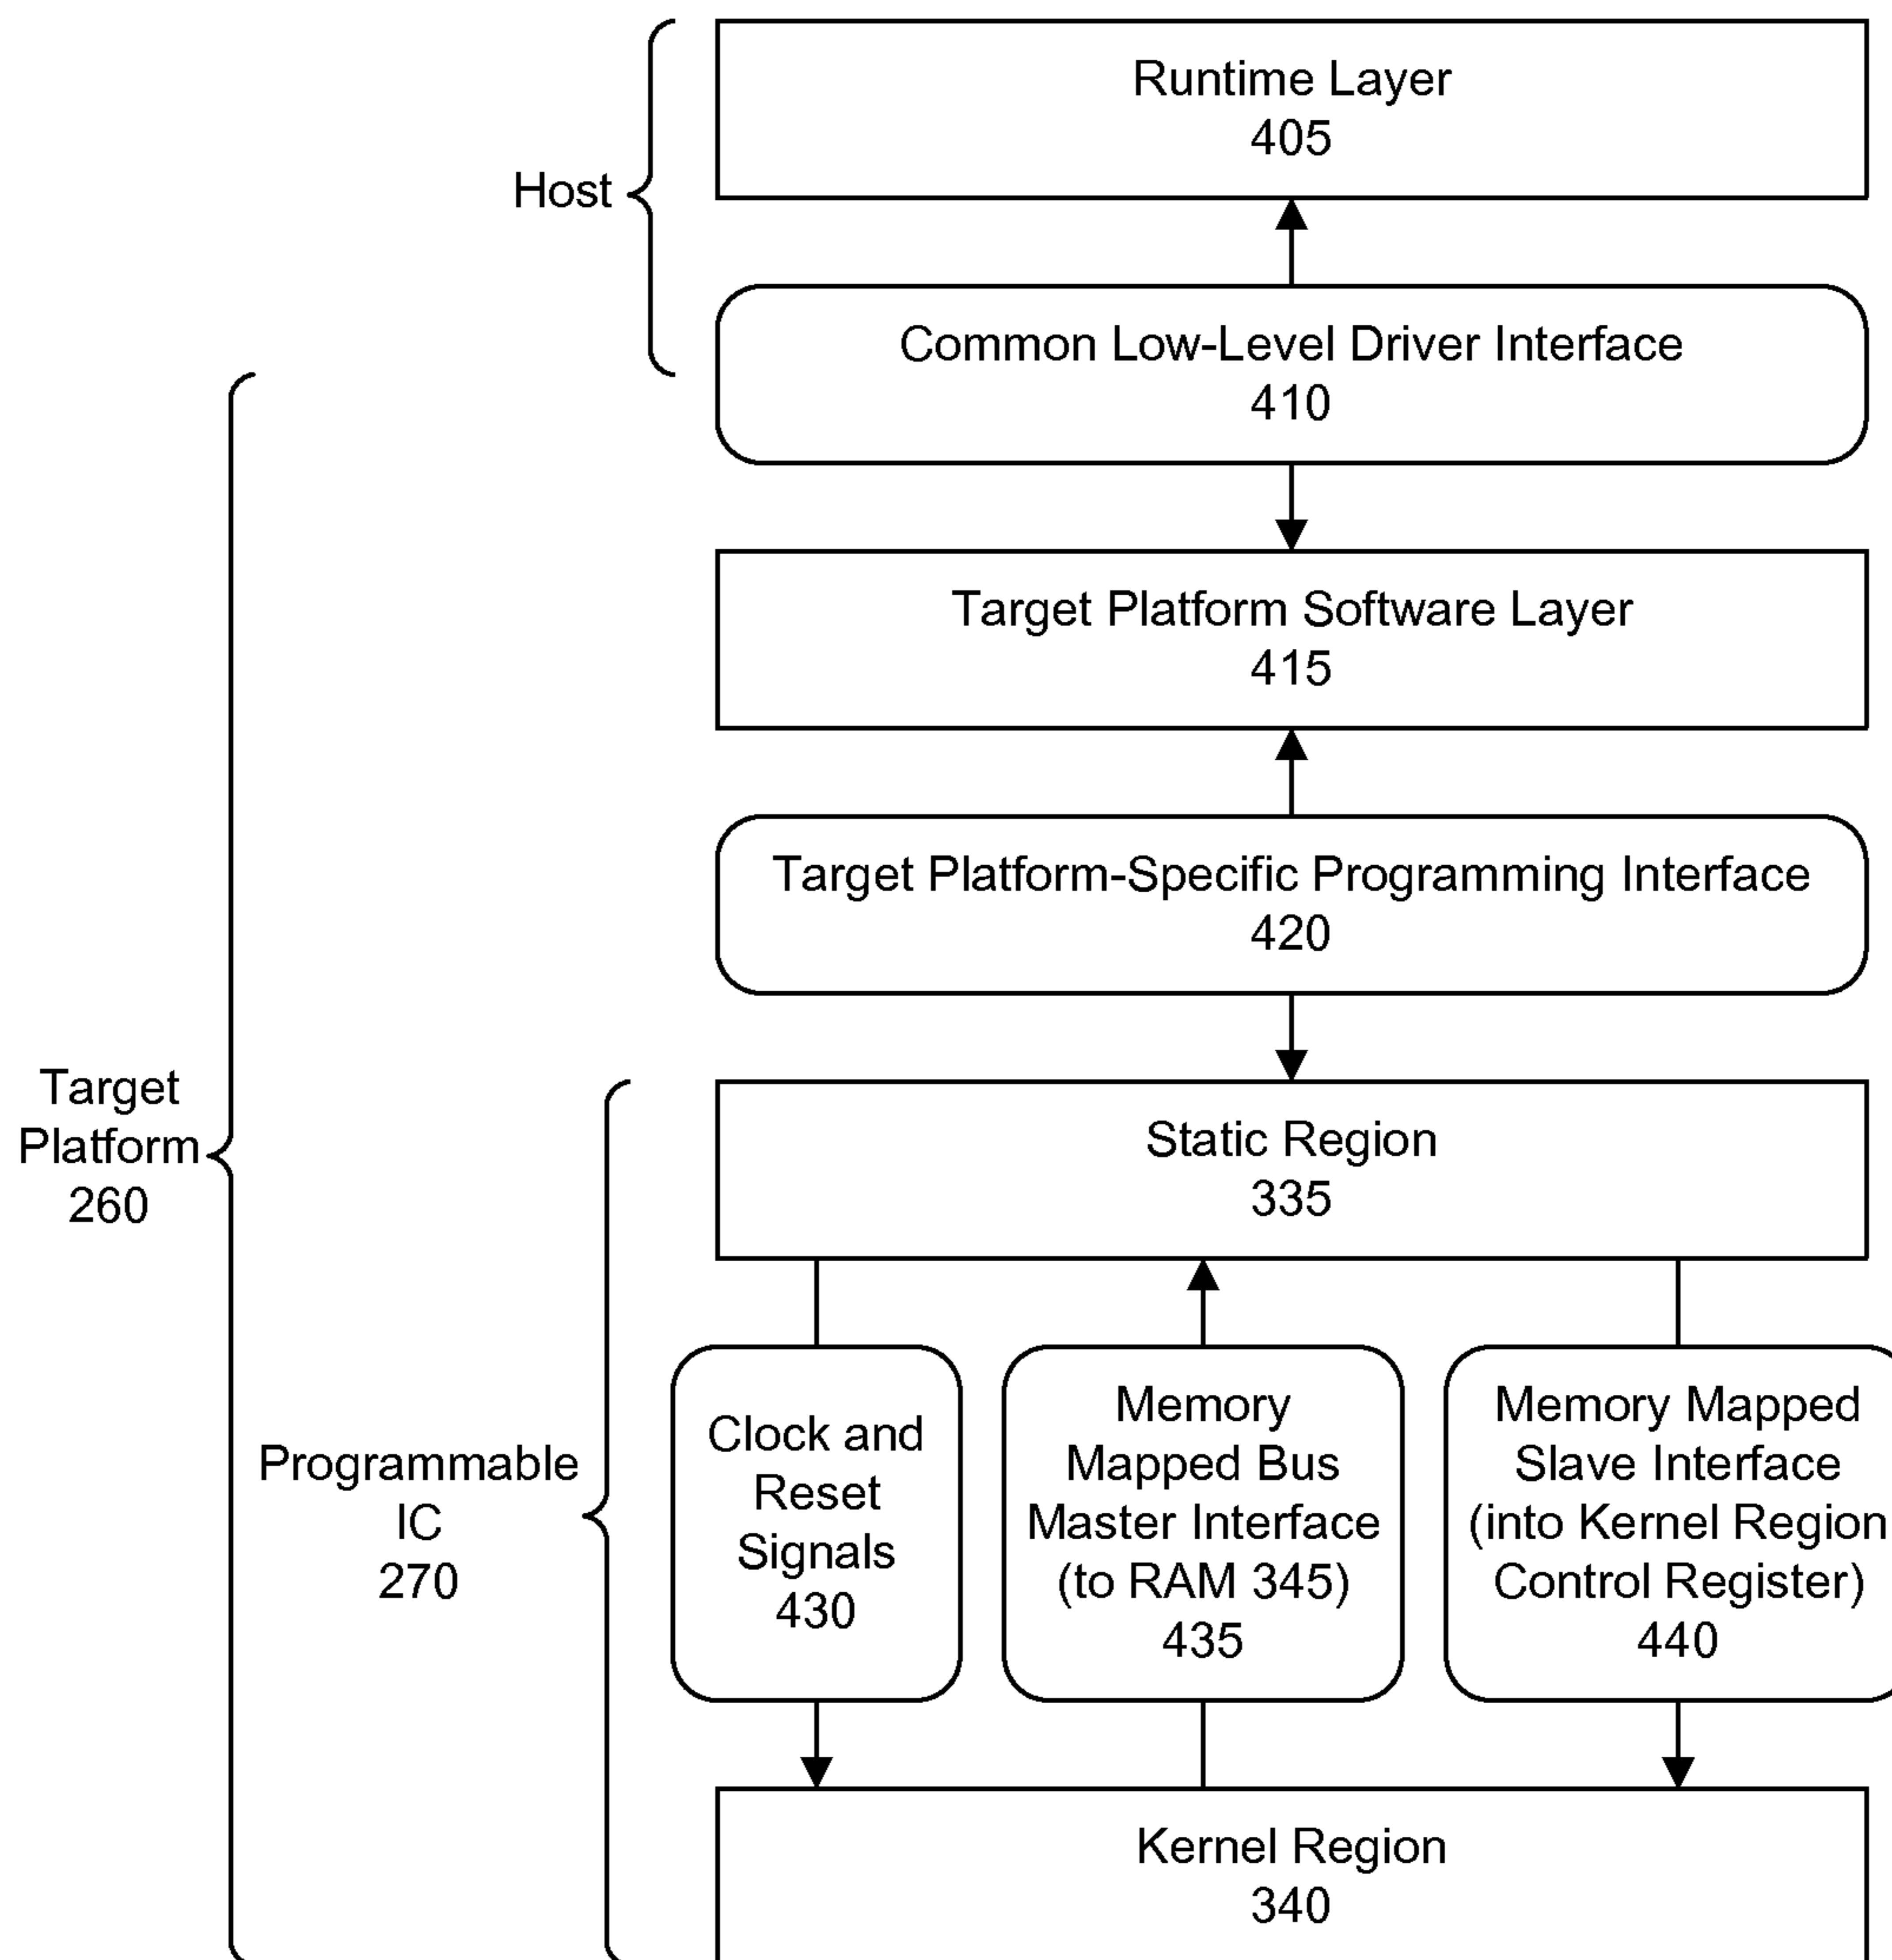 Runtime Layer
405
Host
Common Low-Level Driver Interface
410
Target Platform Software Layer
415
Target Platform-Specific Programming Interface
420
Target
Platform
260
Static Region
335
Programmable
IC
270
Clock and
Reset
Signals
430
Memory
Mapped Bus
Master Interface
(to RAM 345)
435
Memory Mapped
Slave Interface
(into Kernel Region
Control Register)
440
Kernel Region
340